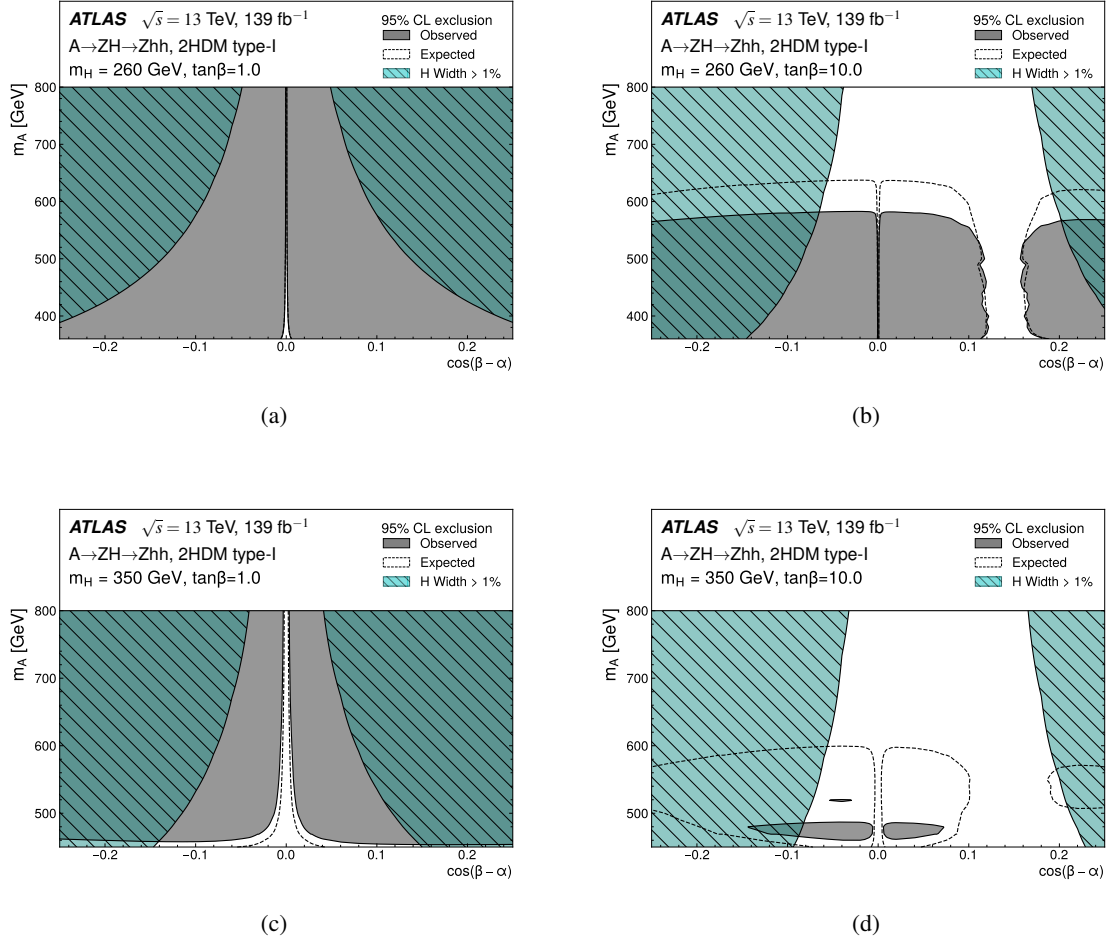 ATLAS √s = 13 TeV, 139 fb⁻¹
A→ZH→Zhh, 2HDM type-I
m_H = 260 GeV, tanβ=1.0
95% CL exclusion
Observed
Expected
H Width > 1%
m_A [GeV]
800
700
600
500
400
−0.2 −0.1 0.0 0.1 0.2
cos(β − α)
(a)
ATLAS √s = 13 TeV, 139 fb⁻¹
A→ZH→Zhh, 2HDM type-I
m_H = 260 GeV, tanβ=10.0
95% CL exclusion
Observed
Expected
H Width > 1%
m_A [GeV]
800
700
600
500
400
−0.2 −0.1 0.0 0.1 0.2
cos(β − α)
(b)
ATLAS √s = 13 TeV, 139 fb⁻¹
A→ZH→Zhh, 2HDM type-I
m_H = 350 GeV, tanβ=1.0
95% CL exclusion
Observed
Expected
H Width > 1%
m_A [GeV]
800
700
600
500
−0.2 −0.1 0.0 0.1 0.2
cos(β − α)
(c)
ATLAS √s = 13 TeV, 139 fb⁻¹
A→ZH→Zhh, 2HDM type-I
m_H = 350 GeV, tanβ=10.0
95% CL exclusion
Observed
Expected
H Width > 1%
m_A [GeV]
800
700
600
500
−0.2 −0.1 0.0 0.1 0.2
cos(β − α)
(d)